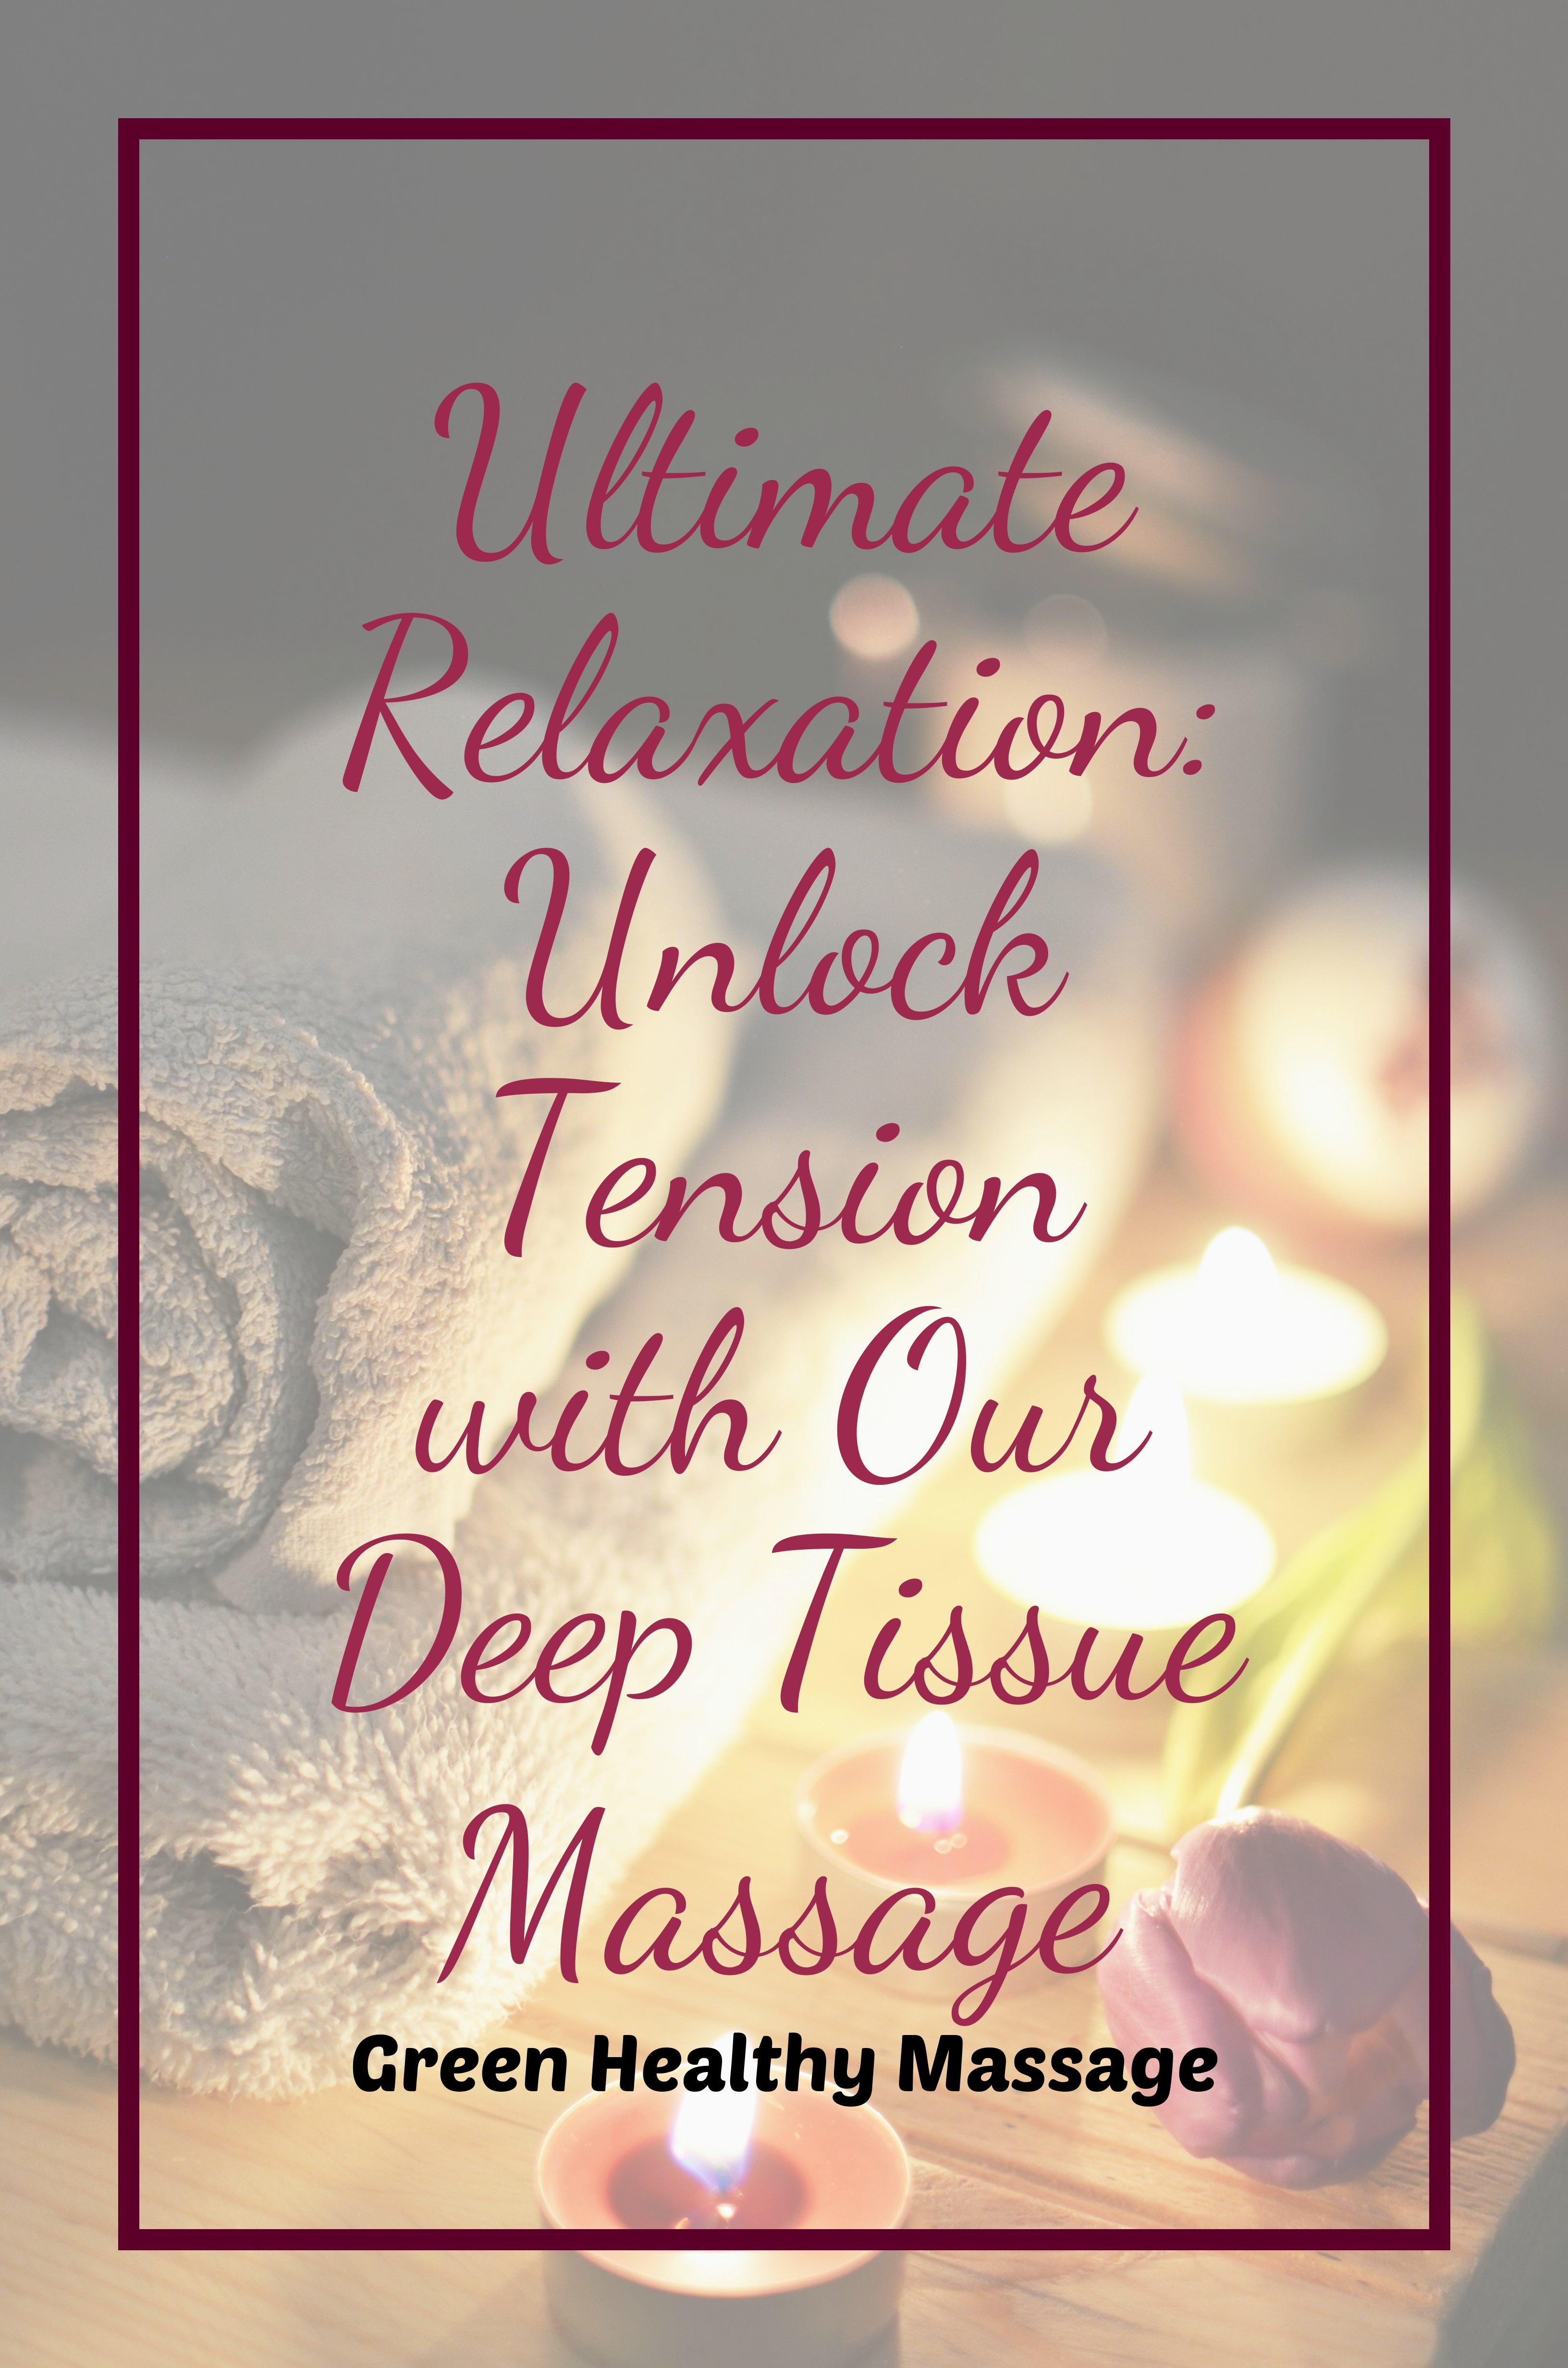 Ultimate
Relaxation:
Unlock
Tension
with Our
Deep Tissue
Massage
Green Healthy Massage